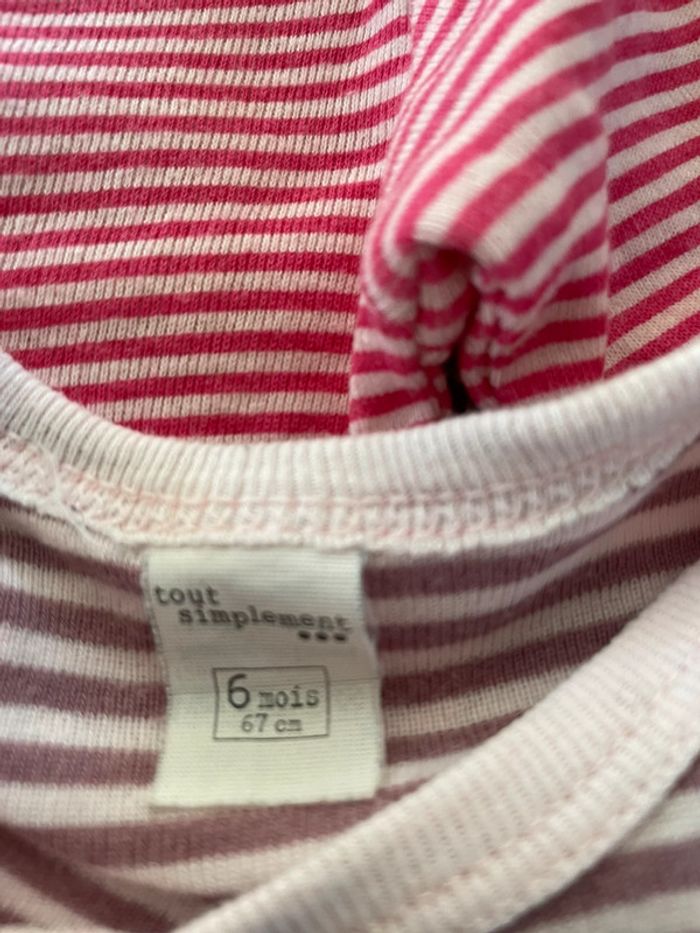 tout
simplement
...
6 mois
67 cm